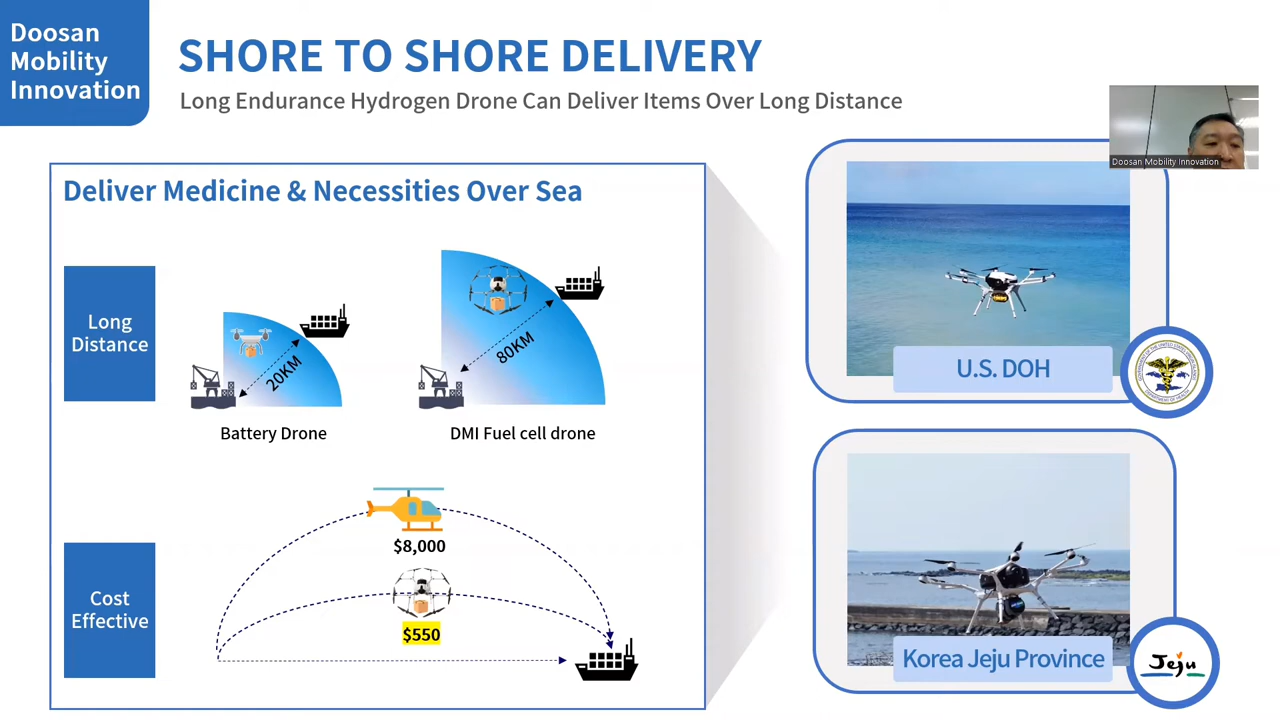 Doosan
Mobility
Innovation
SHORE TO SHORE DELIVERY
Long Endurance Hydrogen Drone Can Deliver Items Over Long Distance
Doosan Mobility Innovation
Deliver Medicine & Necessities Over Sea
Long
Distance
20KM
80KM
Battery Drone
DMI Fuel cell drone
Cost
Effective
$8,000
$550
U.S. DOH
Korea Jeju Province
Jeju